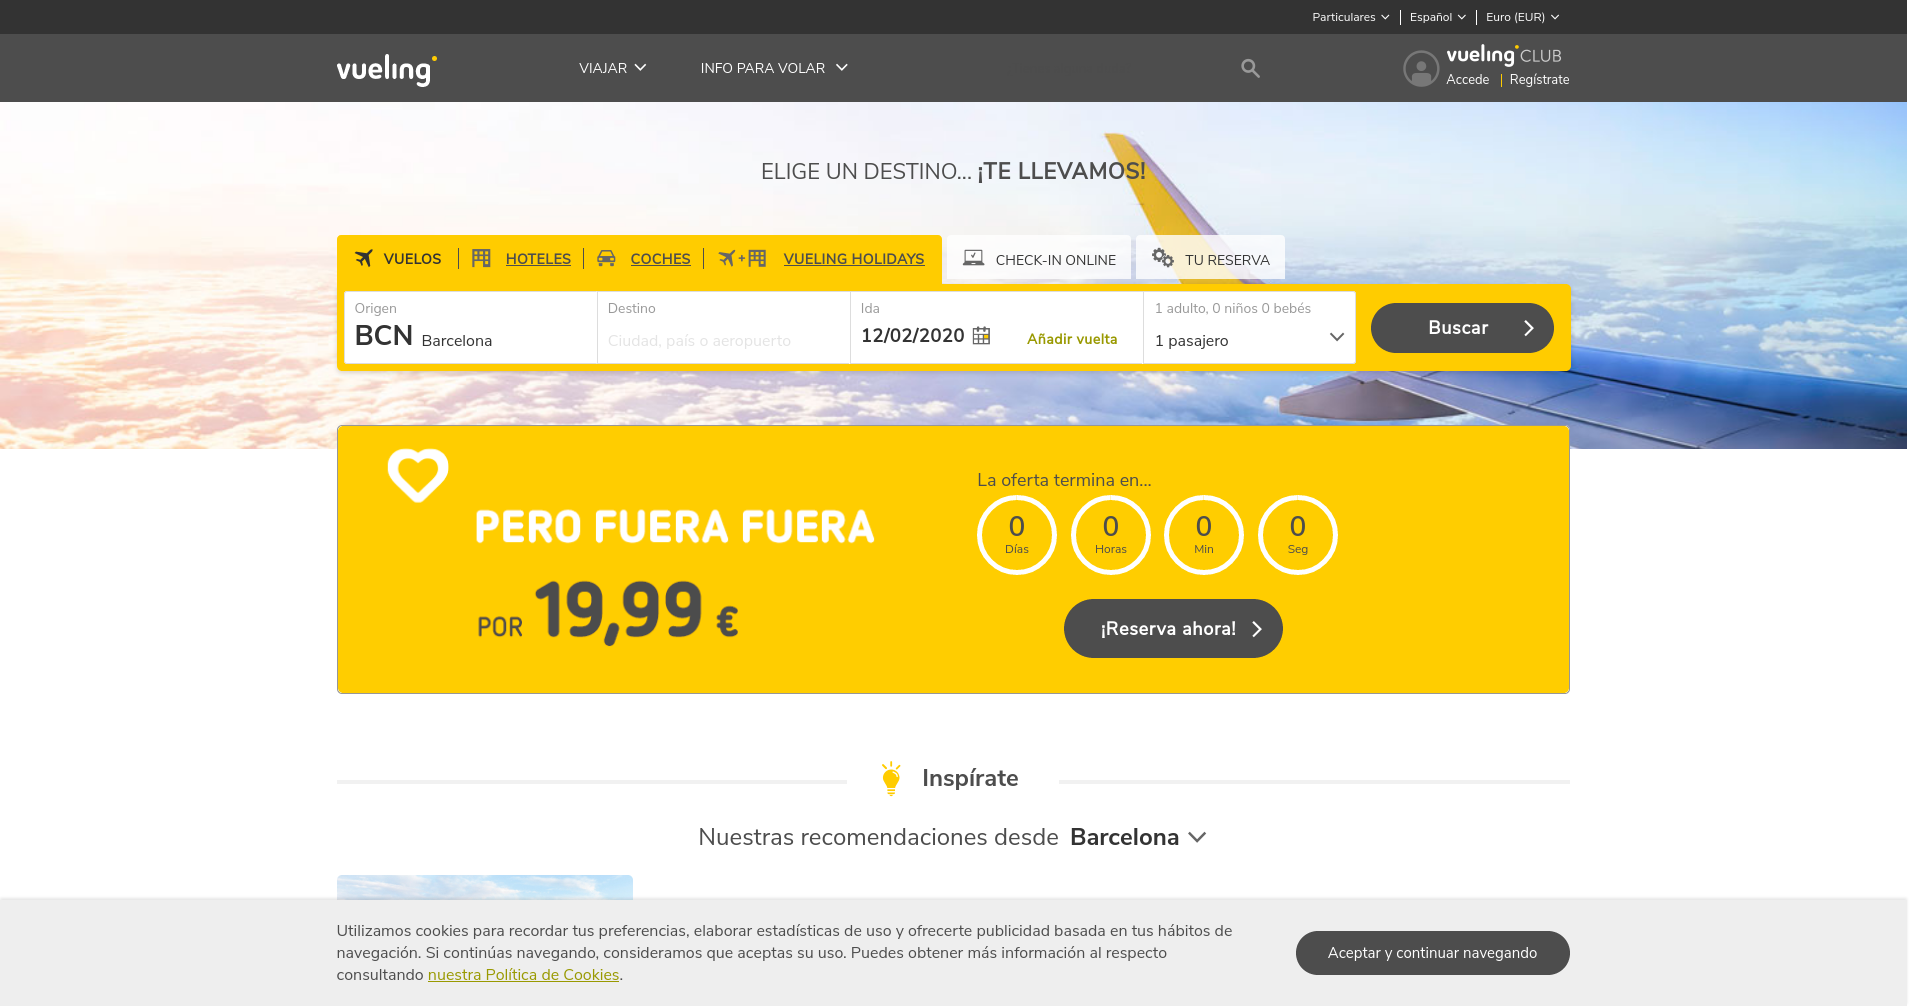 Particulares Español Euro (EUR)
vueling VIAJAR INFO PARA VOLAR vueling CLUB
Accede | Regístrate
ELIGE UN DESTINO... ¡TE LLEVAMOS!
VUELOS HOTELES COCHES + VUELING HOLIDAYS CHECK-IN ONLINE TU RESERVA
Origen Destino Ida 1 adulto, 0 niños 0 bebés
BCN Barcelona Ciudad, país o aeropuerto 12/02/2020 Añadir vuelta 1 pasajero Buscar
La oferta termina en...
PERO FUERA FUERA
0 0 0 0
Días Horas Min Seg
POR 19,99 €
¡Reserva ahora!
Inspírate
Nuestras recomendaciones desde Barcelona
Utilizamos cookies para recordar tus preferencias, elaborar estadísticas de uso y ofrecerte publicidad basada en tus hábitos de
navegación. Si continúas navegando, consideramos que aceptas su uso. Puedes obtener más información al respecto
consultando nuestra Política de Cookies.
Aceptar y continuar navegando